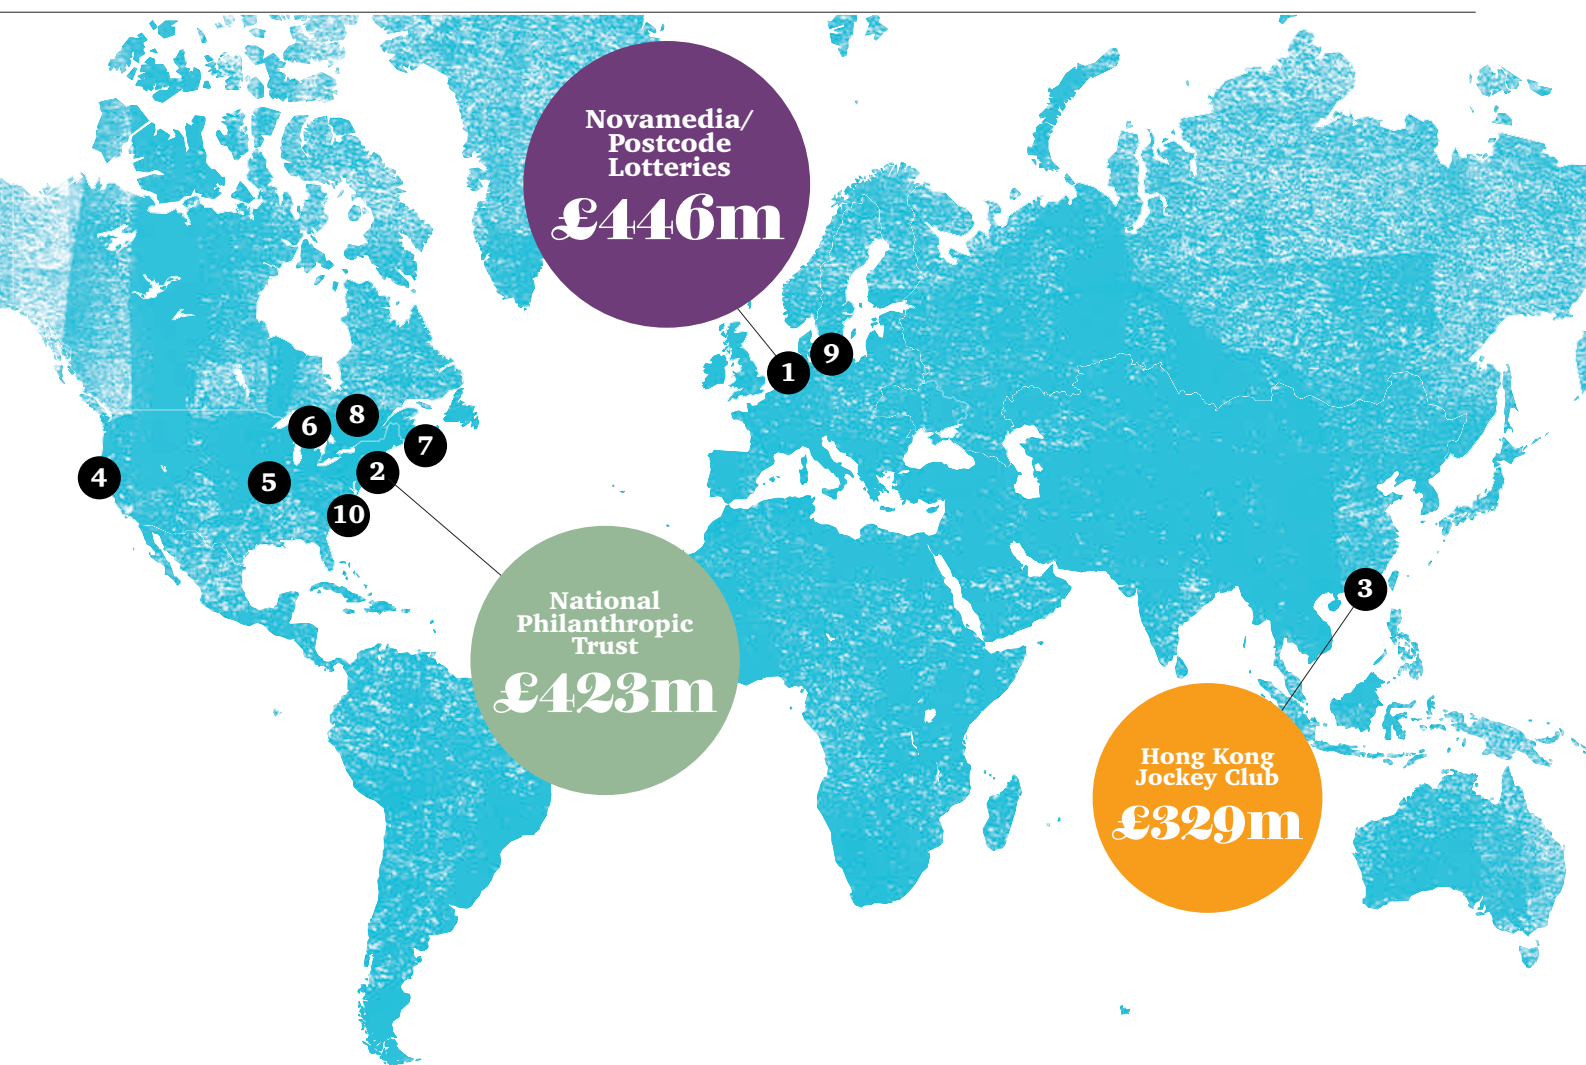 Novamedia/
Postcode
Lotteries
£446m
1
9
6
8
7
4
5
2
10
National
Philanthropic
Trust
£423m
3
Hong Kong
Jockey Club
£329m